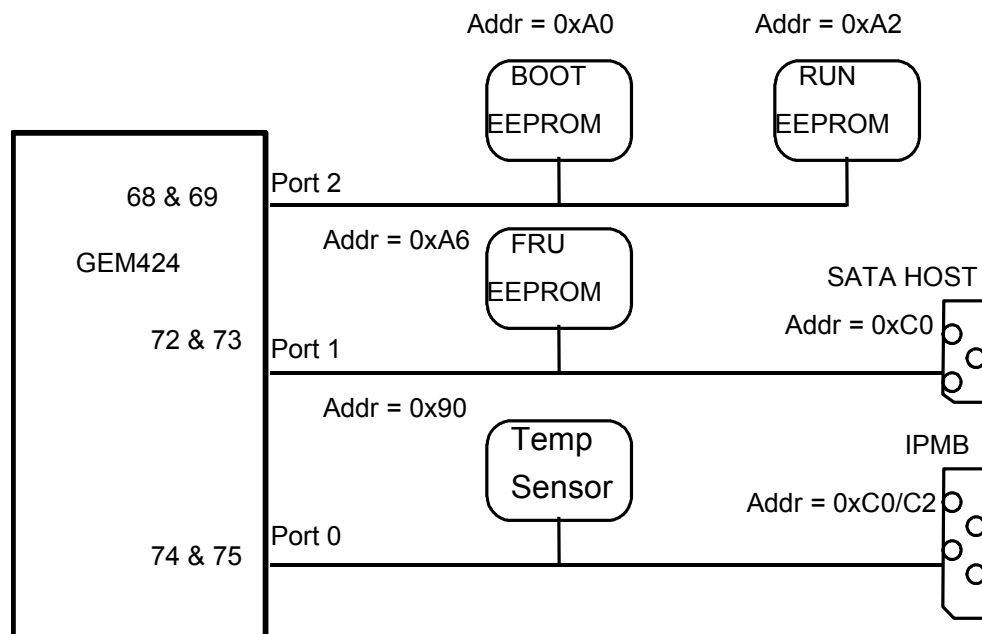 Addr = 0xA0
Addr = 0xA2
BOOT
EEPROM
RUN
EEPROM
68 & 69
Port 2
GEM424
Addr = 0xA6
FRU
EEPROM
SATA HOST
Addr = 0xC0
72 & 73
Port 1
Addr = 0x90
Temp
Sensor
IPMB
Addr = 0xC0/C2
74 & 75
Port 0